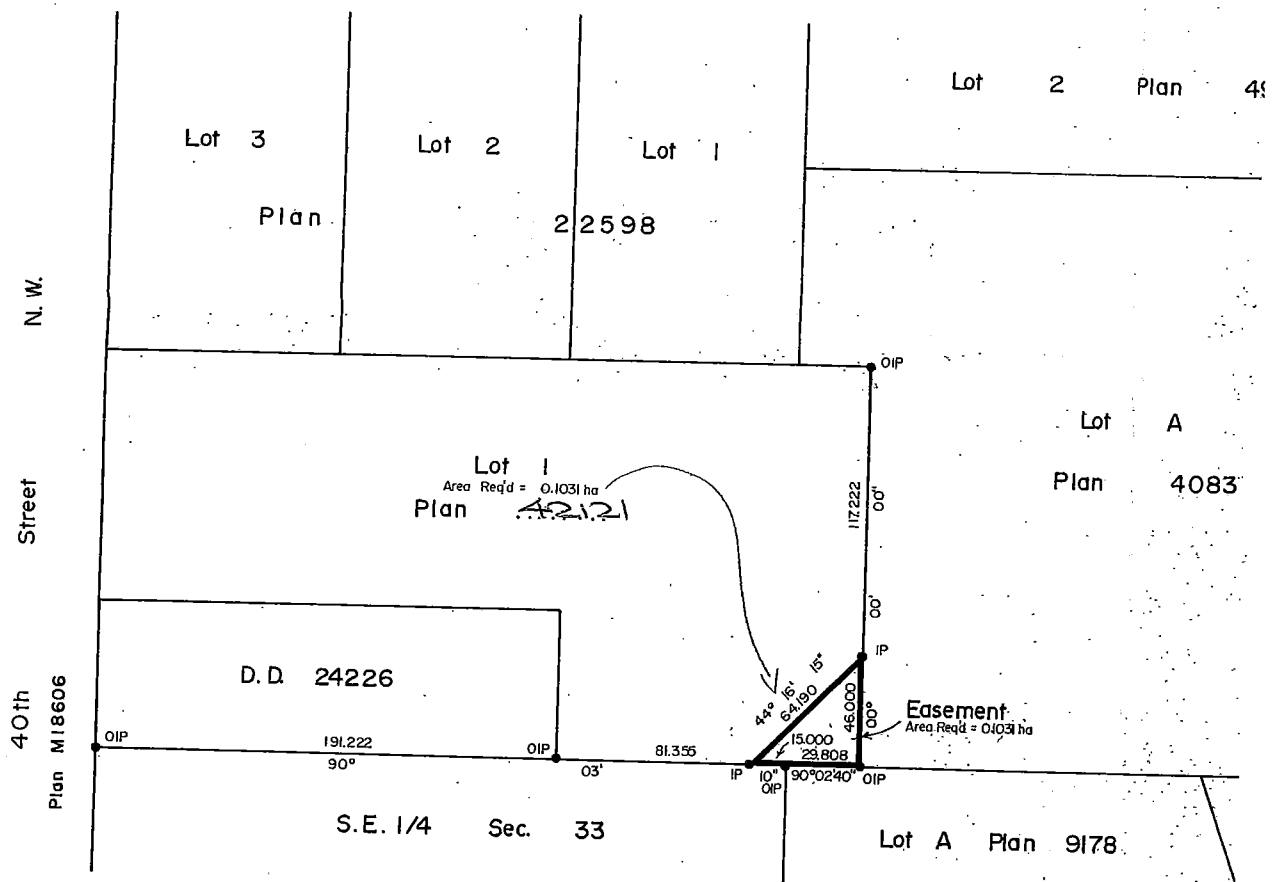 Lot 2 Plan
Lot 3
Lot 2
Lot 1
Plan 22598
N. W.
OIP
Lot A
Plan 4083
Lot 1
Area Req'd = 0.1031 ha
Plan 42121
117.222
00"
00'
00°
Street
D. D. 24226
IP
44° 16' 15"
64.190
46.000
Easement
Area Req'd = 0.1031 ha
40th
Plan M18606
OIP
191.222
OIP
81.355
15.000
29.808
90°
03'
IP
10"
OIP
90°02'40"
OIP
S.E. 1/4 Sec. 33
Lot A Plan 9178